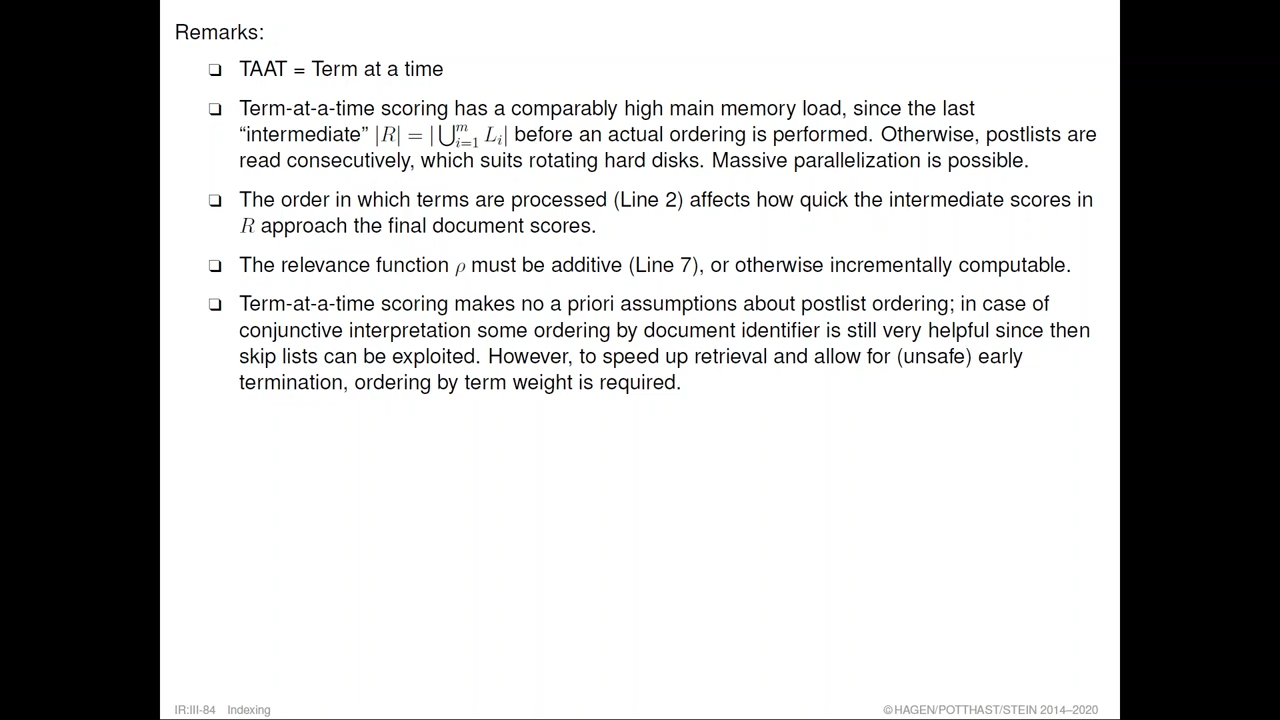 Remarks:
❑ TAAT = Term at a time
❑ Term-at-a-time scoring has a comparably high main memory load, since the last
“intermediate” |R| = |⋃ᵐᵢ₌₁ Lᵢ| before an actual ordering is performed. Otherwise, postlists are
read consecutively, which suits rotating hard disks. Massive parallelization is possible.
❑ The order in which terms are processed (Line 2) affects how quick the intermediate scores in
R approach the final document scores.
❑ The relevance function ρ must be additive (Line 7), or otherwise incrementally computable.
❑ Term-at-a-time scoring makes no a priori assumptions about postlist ordering; in case of
conjunctive interpretation some ordering by document identifier is still very helpful since then
skip lists can be exploited. However, to speed up retrieval and allow for (unsafe) early
termination, ordering by term weight is required.
IR:III-84 Indexing
©HAGEN/POTTHAST/STEIN 2014–2020